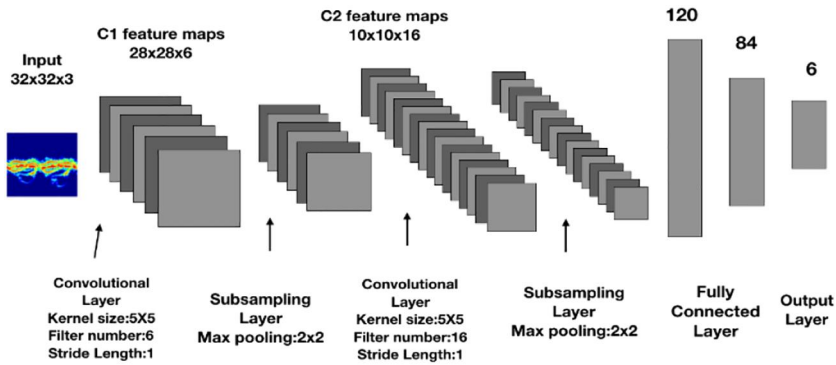 Input
32x32x3
C1 feature maps
28x28x6
C2 feature maps
10x10x16
120
84
6
Convolutional
Layer
Kernel size:5X5
Filter number:6
Stride Length:1
Subsampling
Layer
Max pooling:2x2
Convolutional
Layer
Kernel size:5X5
Filter number:16
Stride Length:1
Subsampling
Layer
Max pooling:2x2
Fully
Connected
Layer
Output
Layer